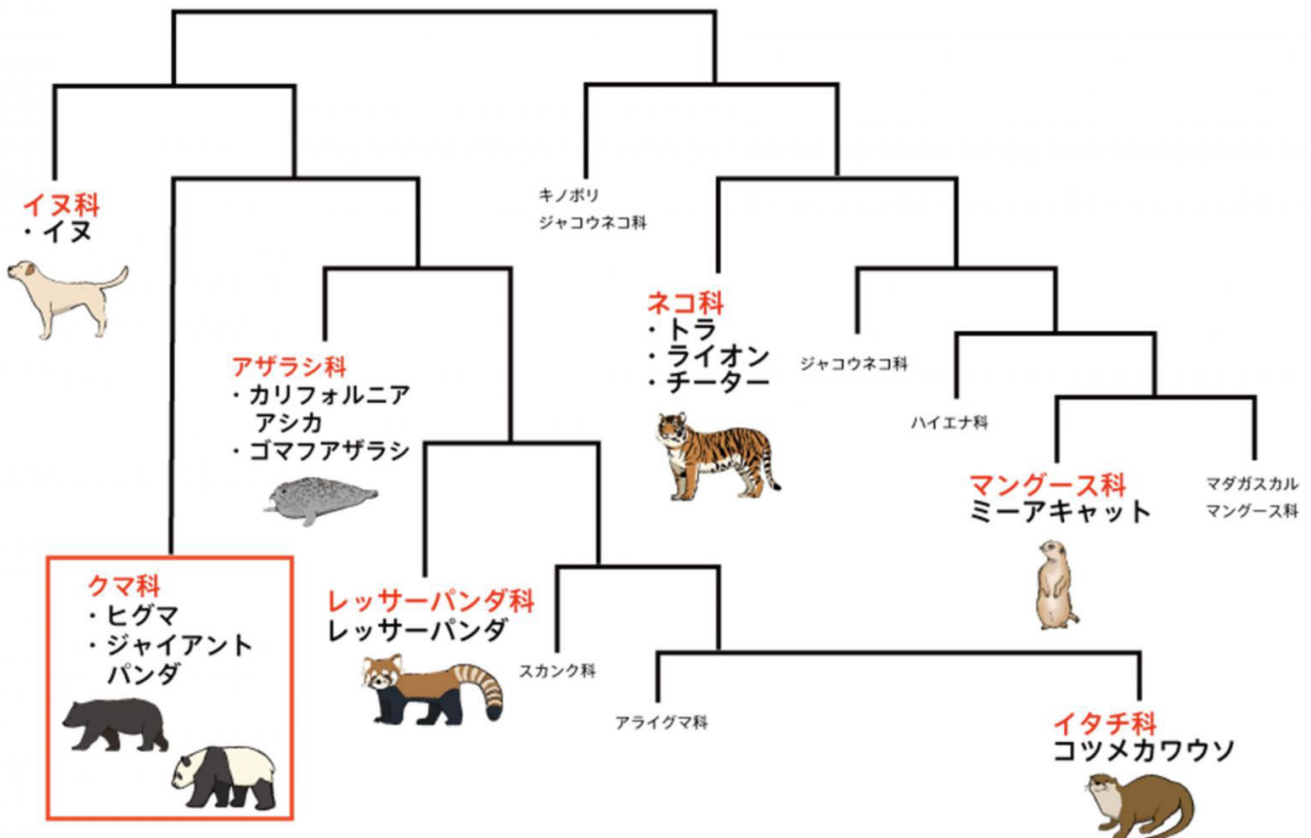 イヌ科
・イヌ
キノボリ
ジャコウネコ科
ネコ科
・トラ
・ライオン
・チーター
ジャコウネコ科
アザラシ科
・カリフォルニア
アシカ
・ゴマフアザラシ
ハイエナ科
マングース科
ミーアキャット
マダガスカル
マングース科
クマ科
・ヒグマ
・ジャイアント
パンダ
レッサーパンダ科
レッサーパンダ
スカンク科
アライグマ科
イタチ科
コツメカワウソ